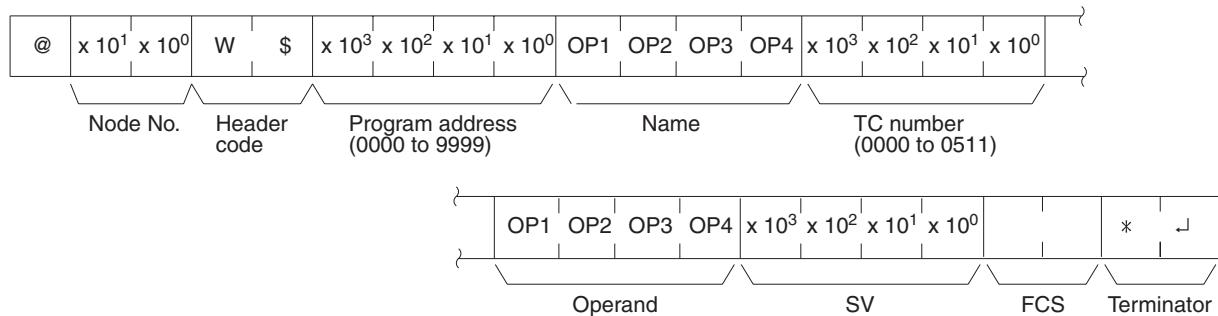 @ x 10¹ x 10⁰ W $ x 10³ x 10² x 10¹ x 10⁰ OP1 OP2 OP3 OP4 x 10³ x 10² x 10¹ x 10⁰
Node No. Header code Program address (0000 to 9999) Name TC number (0000 to 0511)
OP1 OP2 OP3 OP4 x 10³ x 10² x 10¹ x 10⁰ * ↵
Operand SV FCS Terminator